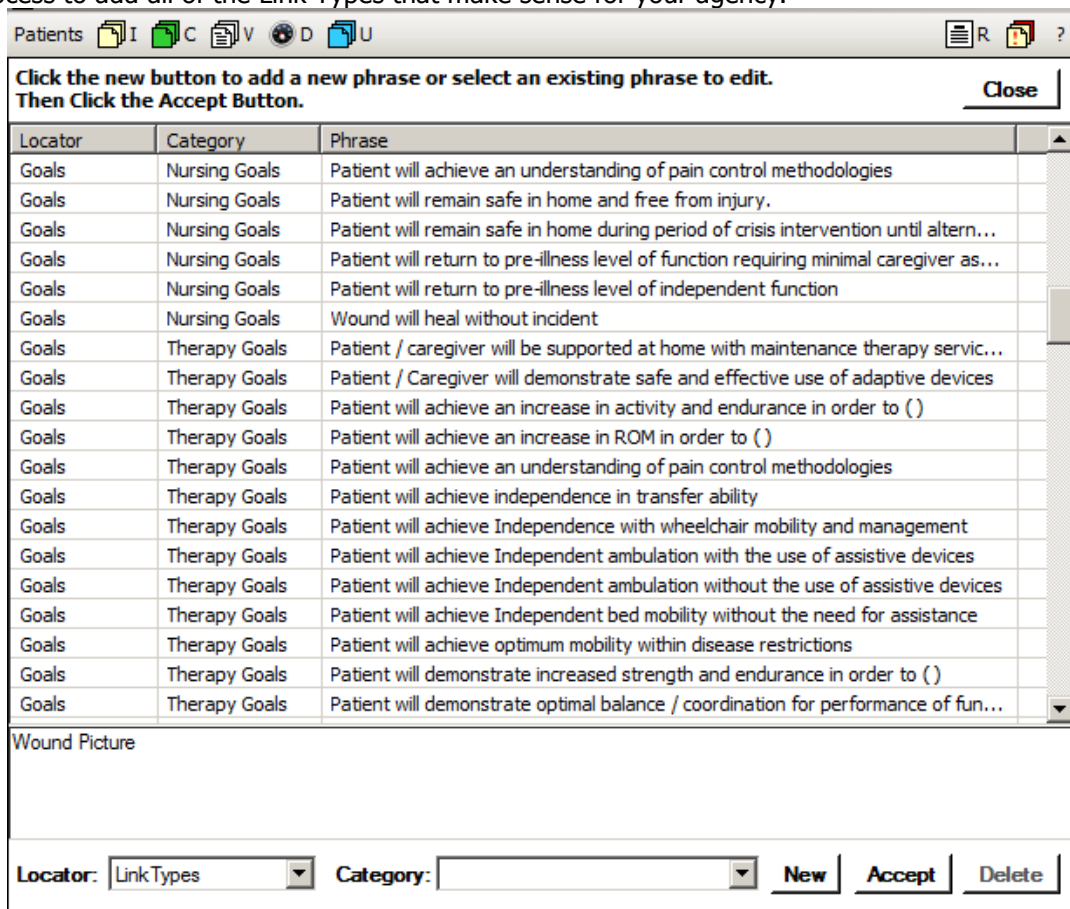 cess to add all of the Link Types that make sense for your agency.
Patients I C V D U R ?
Click the new button to add a new phrase or select an existing phrase to edit.
Then Click the Accept Button.
Close
Locator Category Phrase
Goals Nursing Goals Patient will achieve an understanding of pain control methodologies
Goals Nursing Goals Patient will remain safe in home and free from injury.
Goals Nursing Goals Patient will remain safe in home during period of crisis intervention until altern...
Goals Nursing Goals Patient will return to pre-illness level of function requiring minimal caregiver as...
Goals Nursing Goals Patient will return to pre-illness level of independent function
Goals Nursing Goals Wound will heal without incident
Goals Therapy Goals Patient / caregiver will be supported at home with maintenance therapy servic...
Goals Therapy Goals Patient / Caregiver will demonstrate safe and effective use of adaptive devices
Goals Therapy Goals Patient will achieve an increase in activity and endurance in order to ( )
Goals Therapy Goals Patient will achieve an increase in ROM in order to ( )
Goals Therapy Goals Patient will achieve an understanding of pain control methodologies
Goals Therapy Goals Patient will achieve independence in transfer ability
Goals Therapy Goals Patient will achieve Independence with wheelchair mobility and management
Goals Therapy Goals Patient will achieve Independent ambulation with the use of assistive devices
Goals Therapy Goals Patient will achieve Independent ambulation without the use of assistive devices
Goals Therapy Goals Patient will achieve Independent bed mobility without the need for assistance
Goals Therapy Goals Patient will achieve optimum mobility within disease restrictions
Goals Therapy Goals Patient will demonstrate increased strength and endurance in order to ( )
Goals Therapy Goals Patient will demonstrate optimal balance / coordination for performance of fun...
Wound Picture
Locator: LinkTypes Category: New Accept Delete